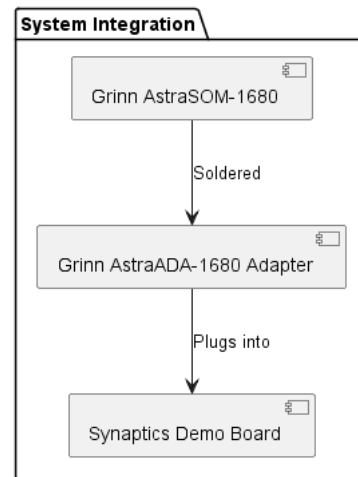 System Integration
Grinn AstraSOM-1680
Soldered
Grinn AstraADA-1680 Adapter
Plugs into
Synaptics Demo Board